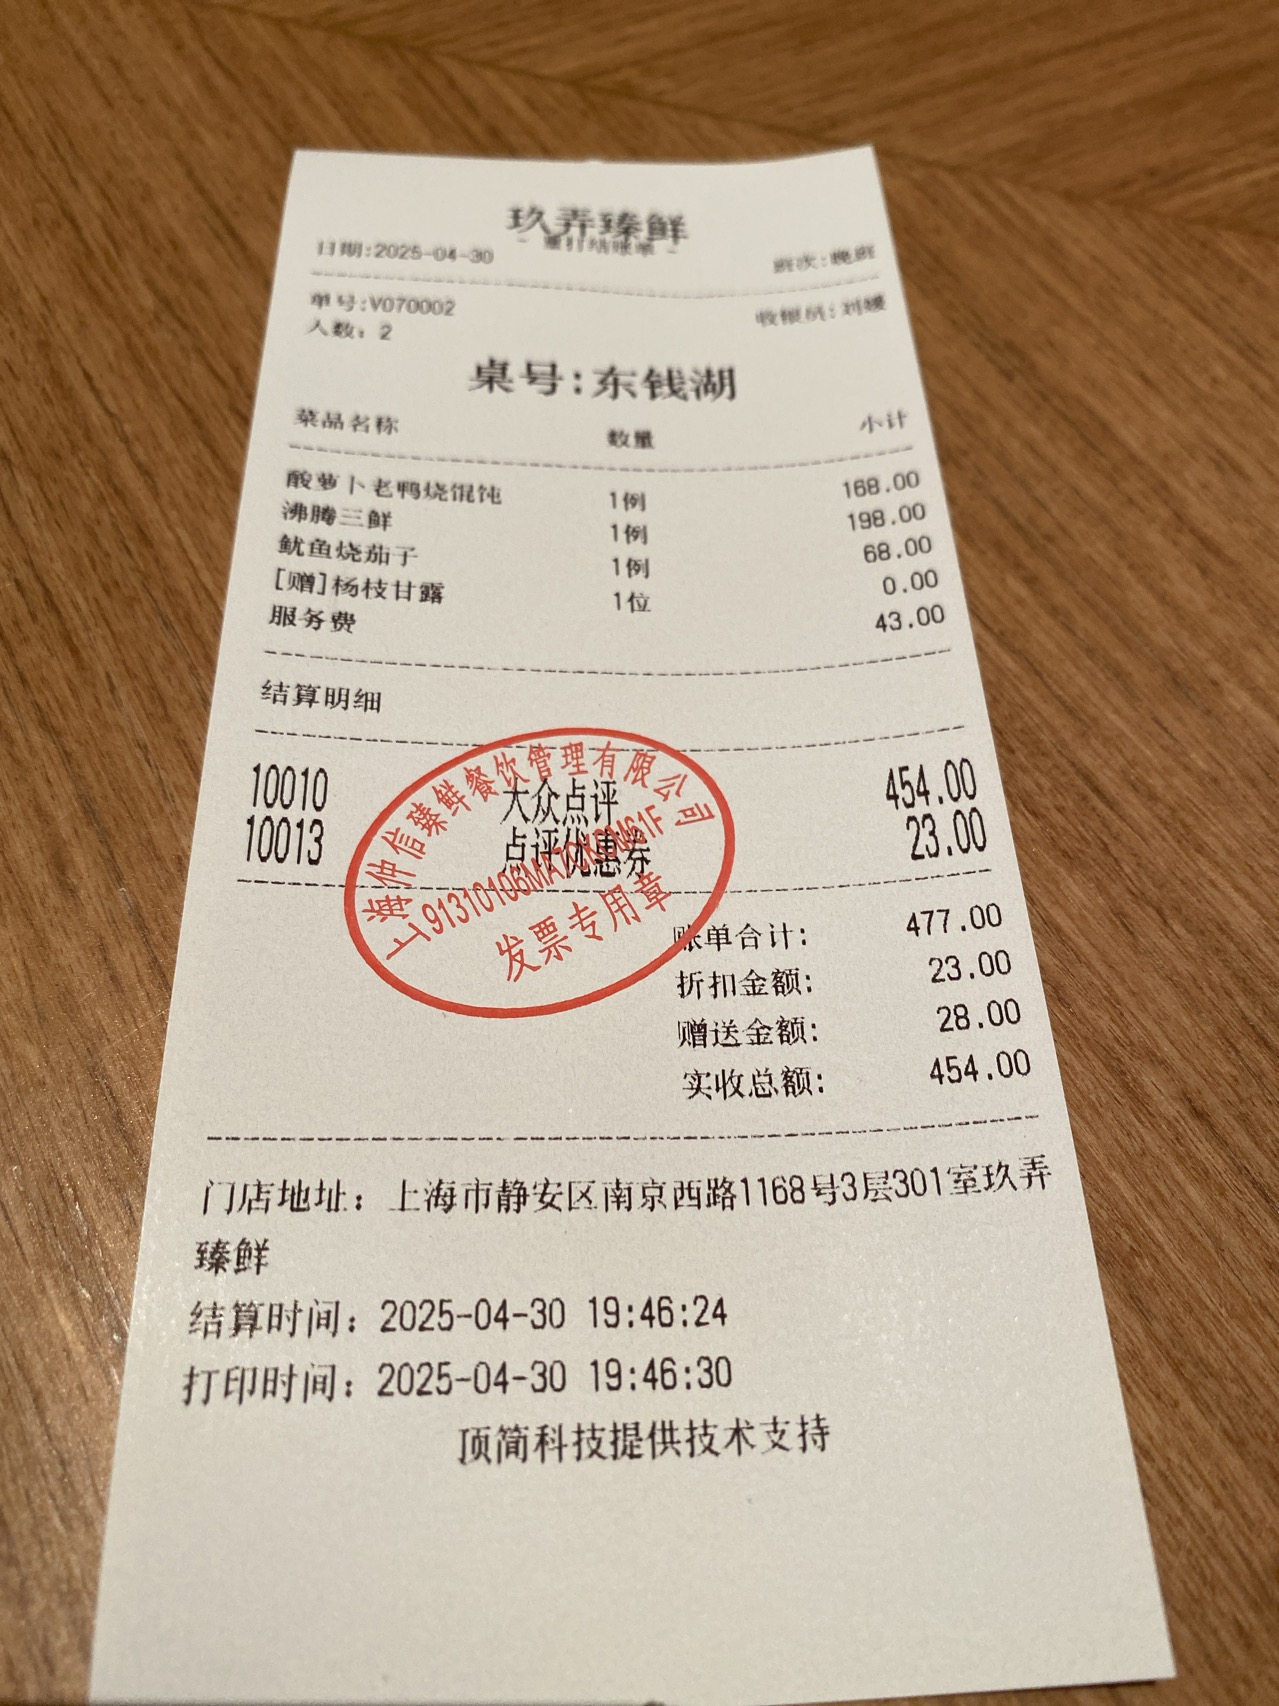 玖弄臻鲜
- 重打结账单 -
日期:2025-04-30 班次:晚班
单号:V070002 收银员:刘媛
人数: 2
桌号:东钱湖
菜品名称 数量 小计
酸萝卜老鸭烧馄饨 1例 168.00
沸腾三鲜 1例 198.00
鱿鱼烧茄子 1例 68.00
[赠]杨枝甘露 1位 0.00
服务费 43.00
结算明细
10010 大众点评 454.00
10013 点评优惠券 23.00
上海仲信臻鲜餐饮管理有限公司
发票专用章
账单合计: 477.00
折扣金额: 23.00
赠送金额: 28.00
实收总额: 454.00
门店地址: 上海市静安区南京西路1168号3层301室玖弄
臻鲜
结算时间: 2025-04-30 19:46:24
打印时间: 2025-04-30 19:46:30
顶简科技提供技术支持